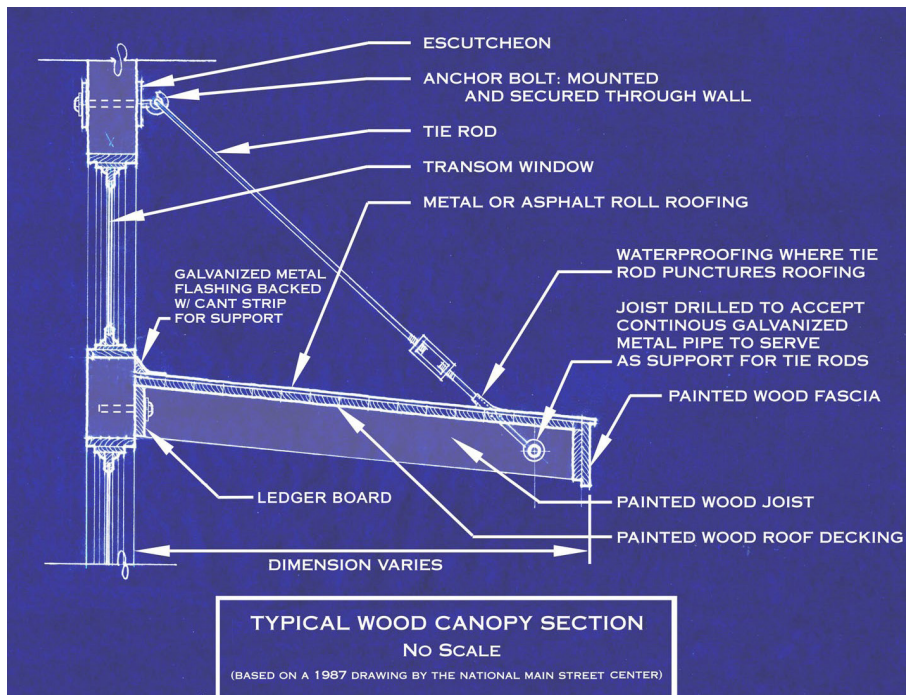 ESCUTCHEON
ANCHOR BOLT: MOUNTED
AND SECURED THROUGH WALL
TIE ROD
TRANSOM WINDOW
METAL OR ASPHALT ROLL ROOFING
GALVANIZED METAL
FLASHING BACKED
W/ CANT STRIP
FOR SUPPORT
WATERPROOFING WHERE TIE
ROD PUNCTURES ROOFING
JOIST DRILLED TO ACCEPT
CONTINOUS GALVANIZED
METAL PIPE TO SERVE
AS SUPPORT FOR TIE RODS
PAINTED WOOD FASCIA
LEDGER BOARD
PAINTED WOOD JOIST
PAINTED WOOD ROOF DECKING
DIMENSION VARIES
TYPICAL WOOD CANOPY SECTION
NO SCALE
(BASED ON A 1987 DRAWING BY THE NATIONAL MAIN STREET CENTER)